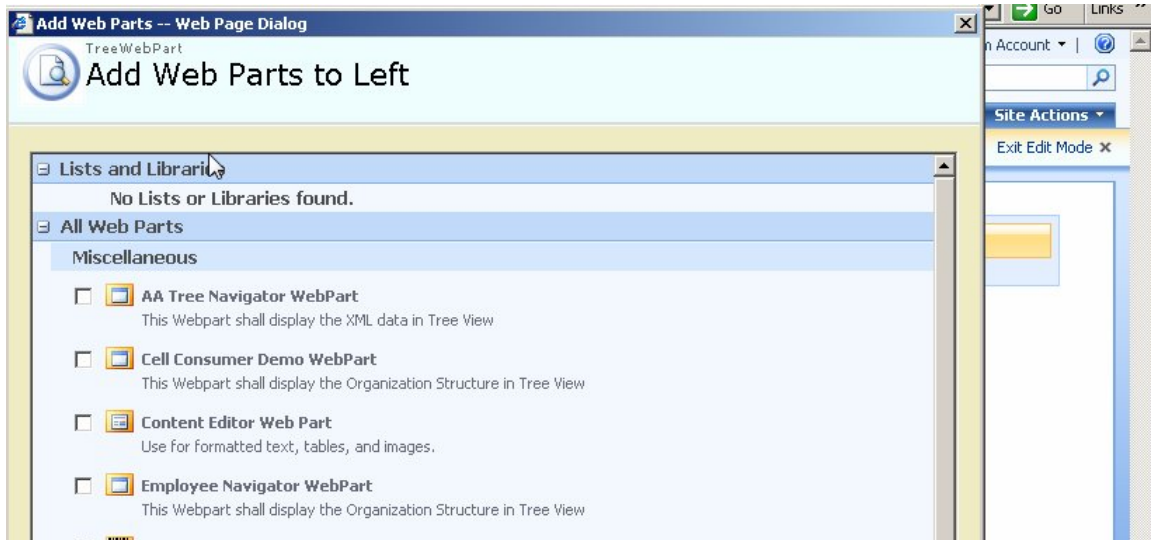 Add Web Parts -- Web Page Dialog
Go Links »
TreeWebPart
Add Web Parts to Left
Account
Site Actions
Exit Edit Mode
Lists and Libraries
No Lists or Libraries found.
All Web Parts
Miscellaneous
AA Tree Navigator WebPart
This Webpart shall display the XML data in Tree View
Cell Consumer Demo WebPart
This Webpart shall display the Organization Structure in Tree View
Content Editor Web Part
Use for formatted text, tables, and images.
Employee Navigator WebPart
This Webpart shall display the Organization Structure in Tree View